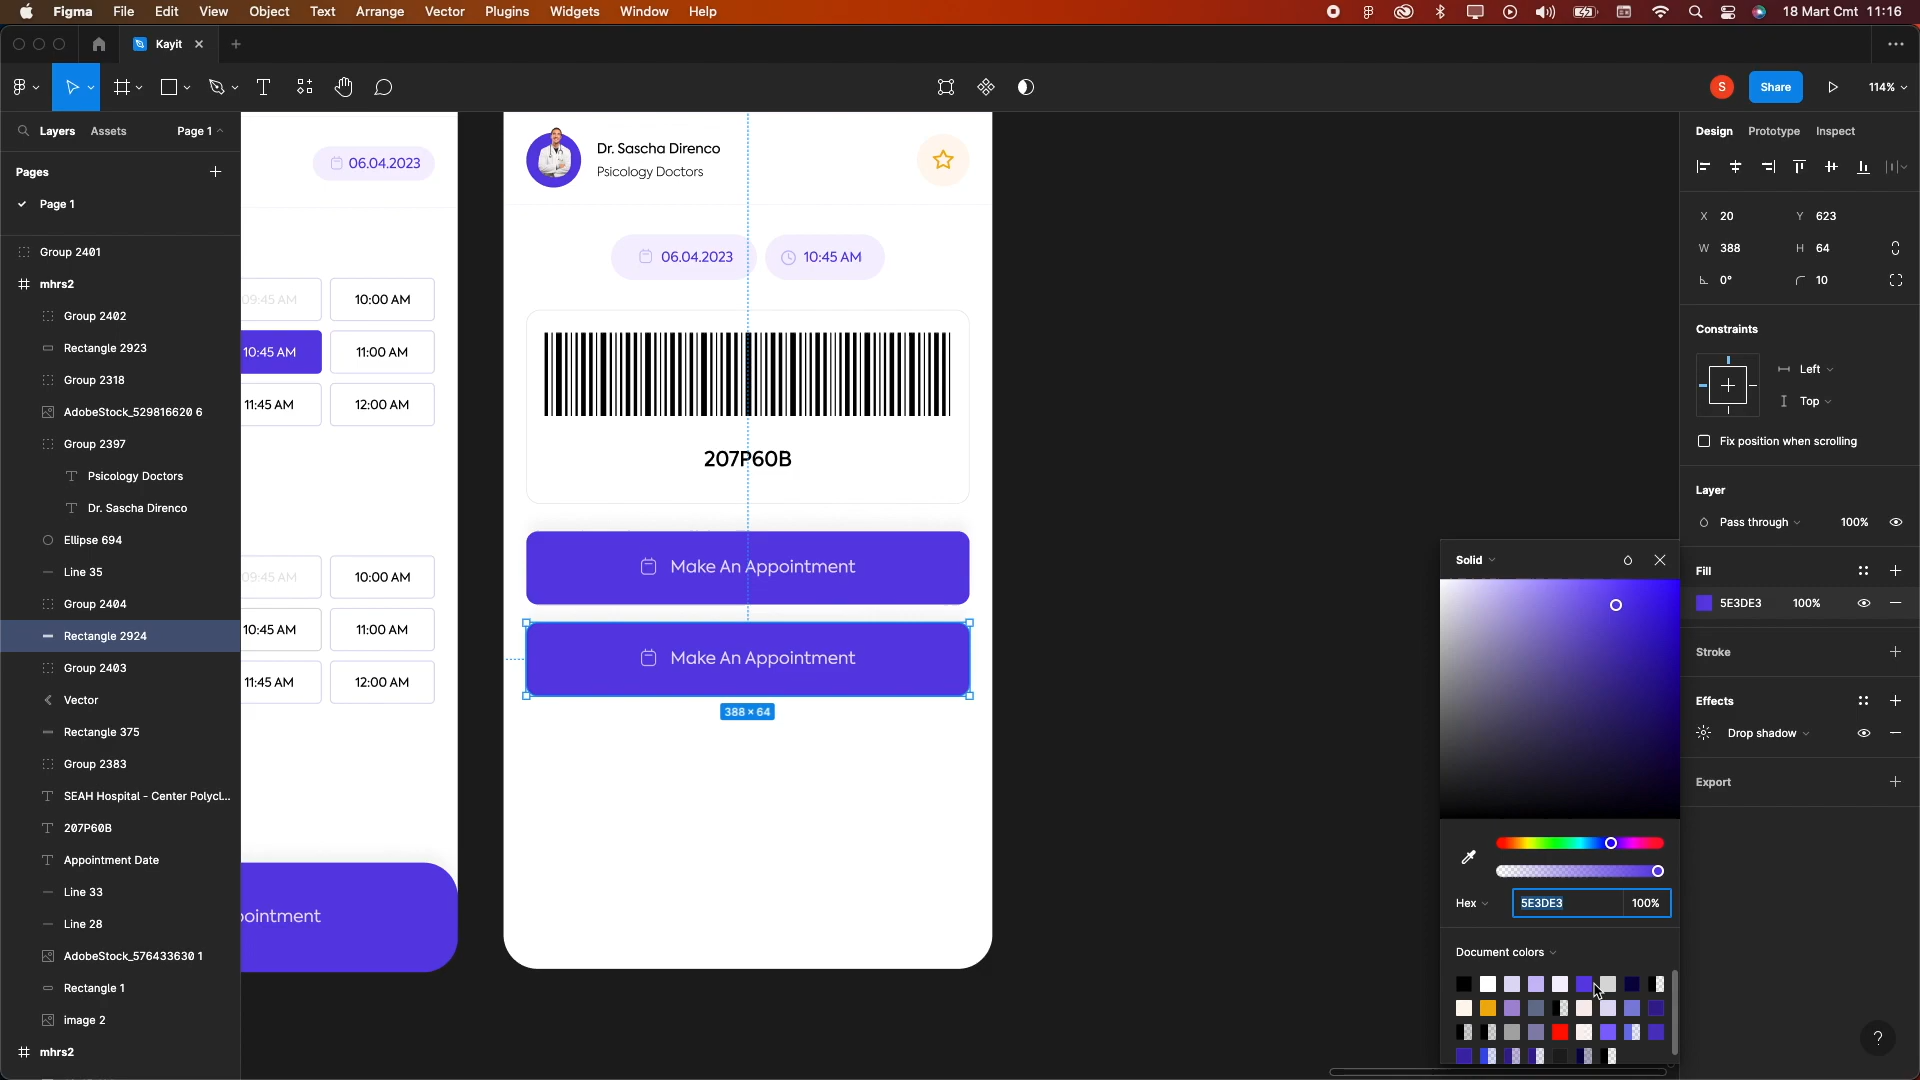 Figma File Edit View Object Text Arrange Vector Plugins Widgets Window Help 18 Mart Cmt 11:16
Kayit
S Share 114%
Layers Assets Page 1
Pages
Page 1
Group 2401
mhrs2
Group 2402
Rectangle 2923
Group 2318
AdobeStock_529816620 6
Group 2397
Psicology Doctors
Dr. Sascha Direnco
Ellipse 694
Line 35
Group 2404
Rectangle 2924
Group 2403
Vector
Rectangle 375
Group 2383
SEAH Hospital - Center Polycl...
207P60B
Appointment Date
Line 33
Line 28
AdobeStock_576433630 1
Rectangle 1
image 2
mhrs2
06.04.2023
09:45 AM 10:00 AM
10:45 AM 11:00 AM
11:45 AM 12:00 AM
09:45 AM 10:00 AM
10:45 AM 11:00 AM
11:45 AM 12:00 AM
pointment
Dr. Sascha Direnco
Psicology Doctors
06.04.2023 10:45 AM
207P60B
Make An Appointment
Make An Appointment
388 × 64
Solid
Hex 5E3DE3 100%
Document colors
Design Prototype Inspect
X 20 Y 623
W 388 H 64
0° 10
Constraints
Left
Top
Fix position when scrolling
Layer
Pass through 100%
Fill
5E3DE3 100%
Stroke
Effects
Drop shadow
Export
?